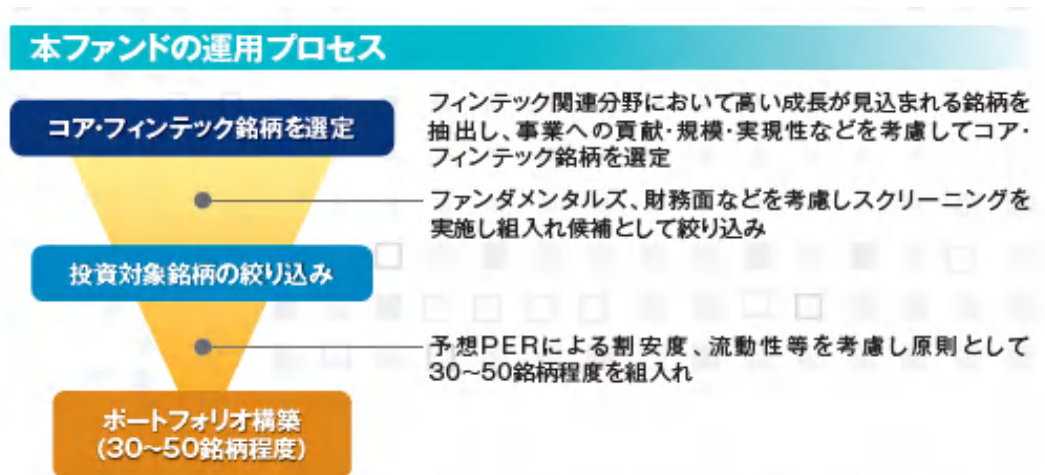 本ファンドの運用プロセス
コア・フィンテック銘柄を選定
フィンテック関連分野において高い成長が見込まれる銘柄を
抽出し、事業への貢献・規模・実現性などを考慮してコア・
フィンテック銘柄を選定
ファンダメンタルズ、財務面などを考慮しスクリーニングを
実施し組入れ候補として絞り込み
投資対象銘柄の絞り込み
予想PERによる割安度、流動性等を考慮し原則として
30～50銘柄程度を組入れ
ポートフォリオ構築
(30～50銘柄程度)